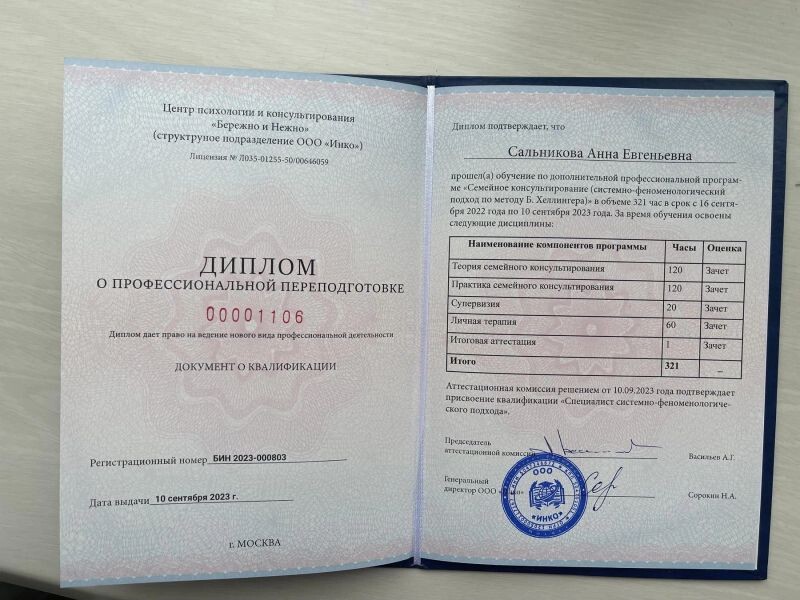 Центр психологии и консультирования
«Бережно и Нежно»
(структруное подразделение ООО «Инко»)
Лицензия № Л035-01255-50/00646059
ДИПЛОМ
О ПРОФЕССИОНАЛЬНОЙ ПЕРЕПОДГОТОВКЕ
00001106
Диплом дает право на ведение нового вида профессиональной деятельности
ДОКУМЕНТ О КВАЛИФИКАЦИИ
Регистрационный номер БИН 2023-000803
Дата выдачи 10 сентября 2023 г.
г. МОСКВА
Диплом подтверждает, что
Сальникова Анна Евгеньевна
прошел(а) обучение по дополнительной профессиональной програм-
ме «Семейное консультирование (системно-феноменологический
подход по методу Б. Хеллингера)» в объеме 321 час в срок с 16 сентя-
бря 2022 года по 10 сентября 2023 года. За время обучения освоены
следующие дисциплины:
Наименование компонентов программы Часы Оценка
Теория семейного консультирования 120 Зачет
Практика семейного консультирования 120 Зачет
Супервизия 20 Зачет
Личная терапия 60 Зачет
Итоговая аттестация 1 Зачет
Итого 321 _
Аттестационная комиссия решением от 10.09.2023 года подтверждает
присвоение квалификации «Специалист системно-феноменологиче-
ского подхода».
Председатель
аттестационной комиссии Васильев А.Г.
Генеральный
директор ООО Сорокин Н.А.
ООО
«ИНКО»